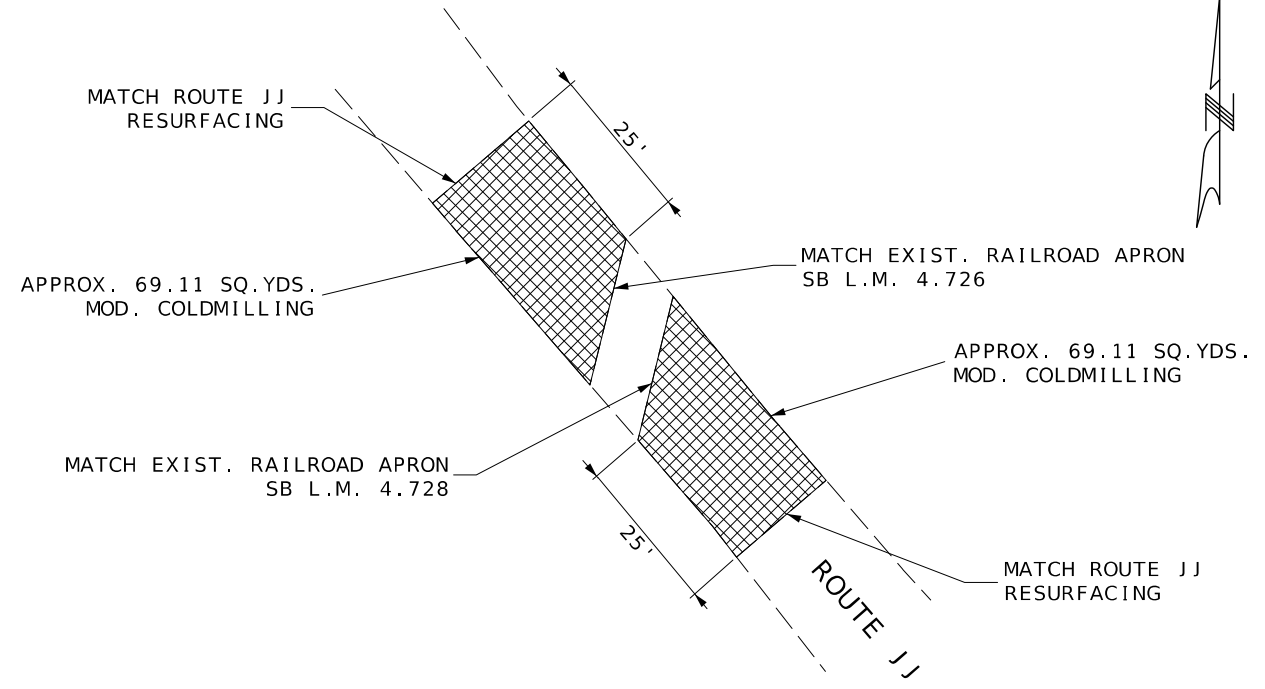 MATCH ROUTE JJ
RESURFACING
25'
N
MATCH EXIST. RAILROAD APRON
SB L.M. 4.726
APPROX. 69.11 SQ.YDS.
MOD. COLDMILLING
APPROX. 69.11 SQ.YDS.
MOD. COLDMILLING
MATCH EXIST. RAILROAD APRON
SB L.M. 4.728
25'
MATCH ROUTE JJ
RESURFACING
ROUTE JJ